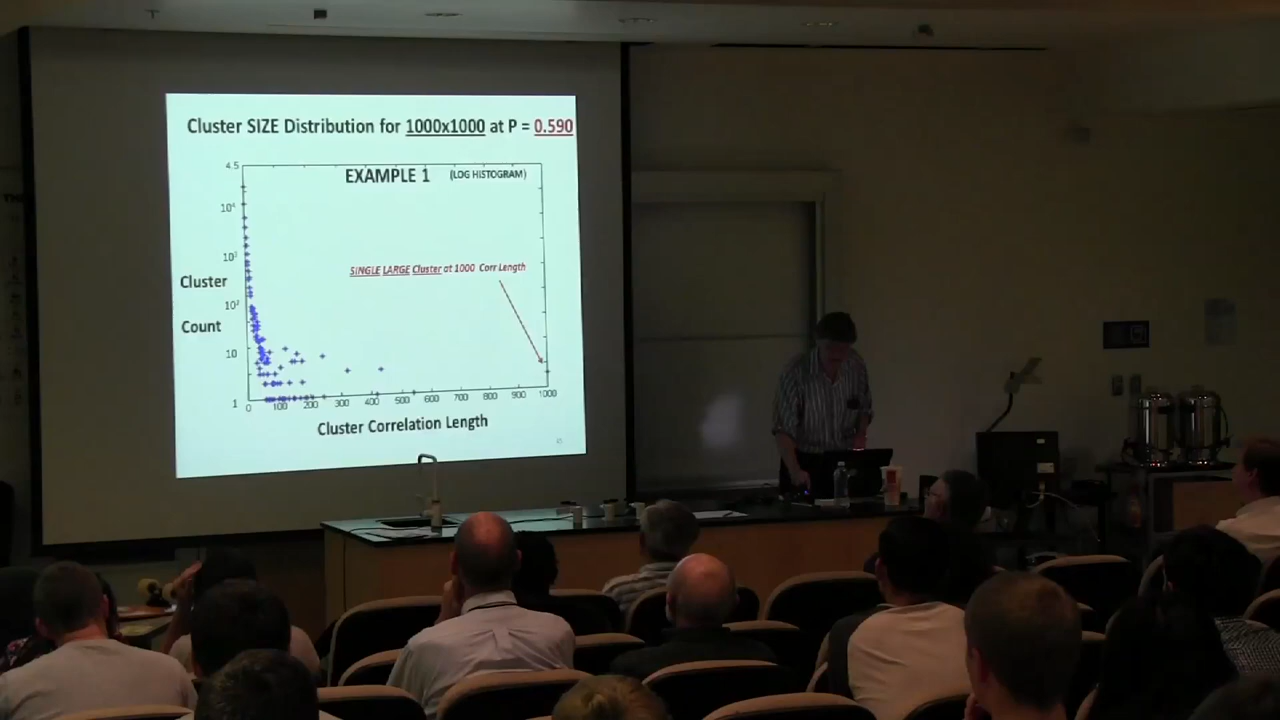 Cluster SIZE Distribution for 1000x1000 at P = 0.590
4.5
EXAMPLE 1 (LOG HISTOGRAM)
10⁴
10³
SINGLE LARGE Cluster at 1000 Corr Length
Cluster
10²
Count
10
1
0 100 200 300 400 500 600 700 800 900 1000
Cluster Correlation Length